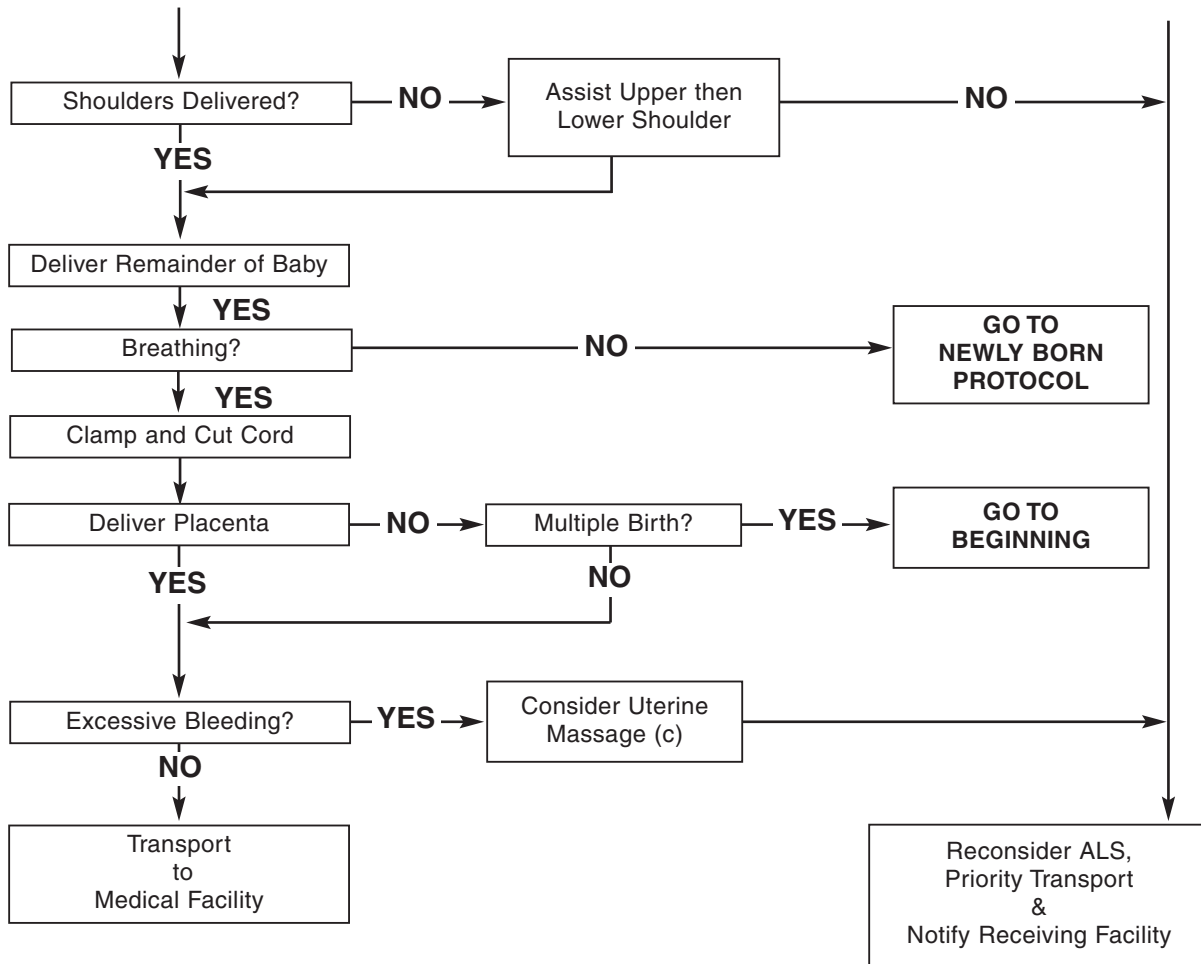 Shoulders Delivered?
NO
Assist Upper then
Lower Shoulder
NO
YES
Deliver Remainder of Baby
YES
Breathing?
NO
GO TO
NEWLY BORN
PROTOCOL
YES
Clamp and Cut Cord
Deliver Placenta
NO
Multiple Birth?
YES
GO TO
BEGINNING
YES
NO
Excessive Bleeding?
YES
Consider Uterine
Massage (c)
NO
Transport
to
Medical Facility
Reconsider ALS,
Priority Transport
&
Notify Receiving Facility